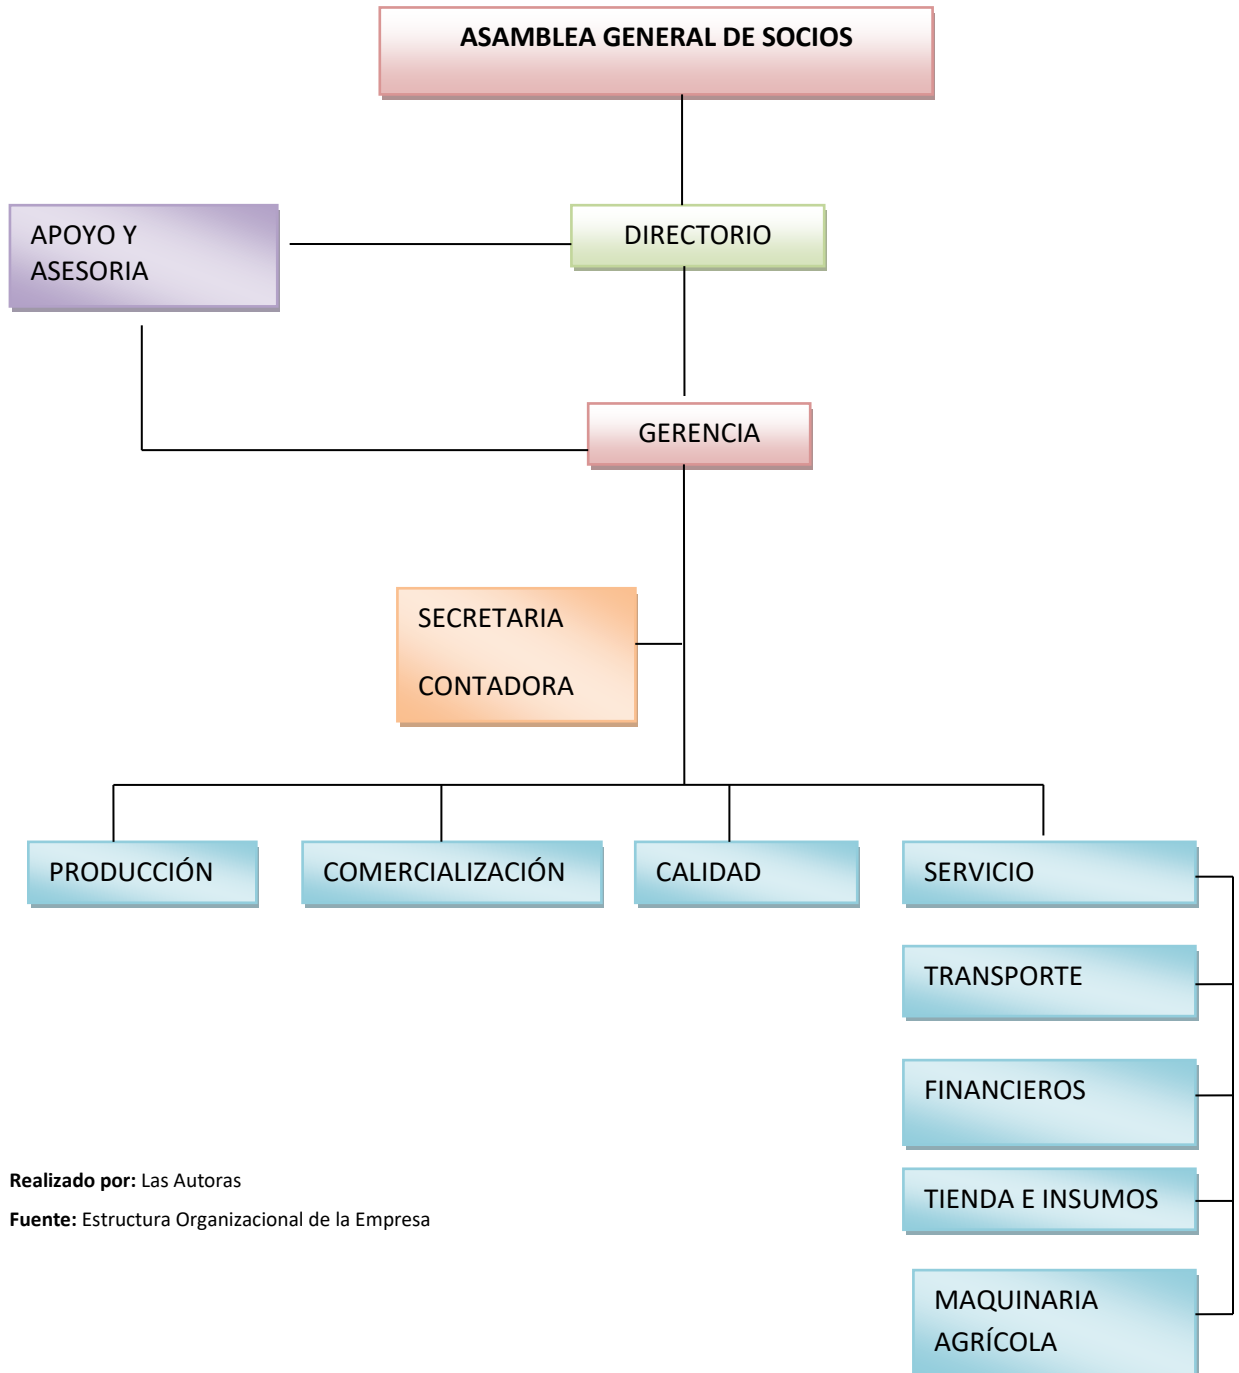 ASAMBLEA GENERAL DE SOCIOS
APOYO Y
ASESORIA
DIRECTORIO
GERENCIA
SECRETARIA
CONTADORA
PRODUCCIÓN
COMERCIALIZACIÓN
CALIDAD
SERVICIO
TRANSPORTE
FINANCIEROS
TIENDA E INSUMOS
MAQUINARIA
AGRÍCOLA
Realizado por: Las Autoras
Fuente: Estructura Organizacional de la Empresa